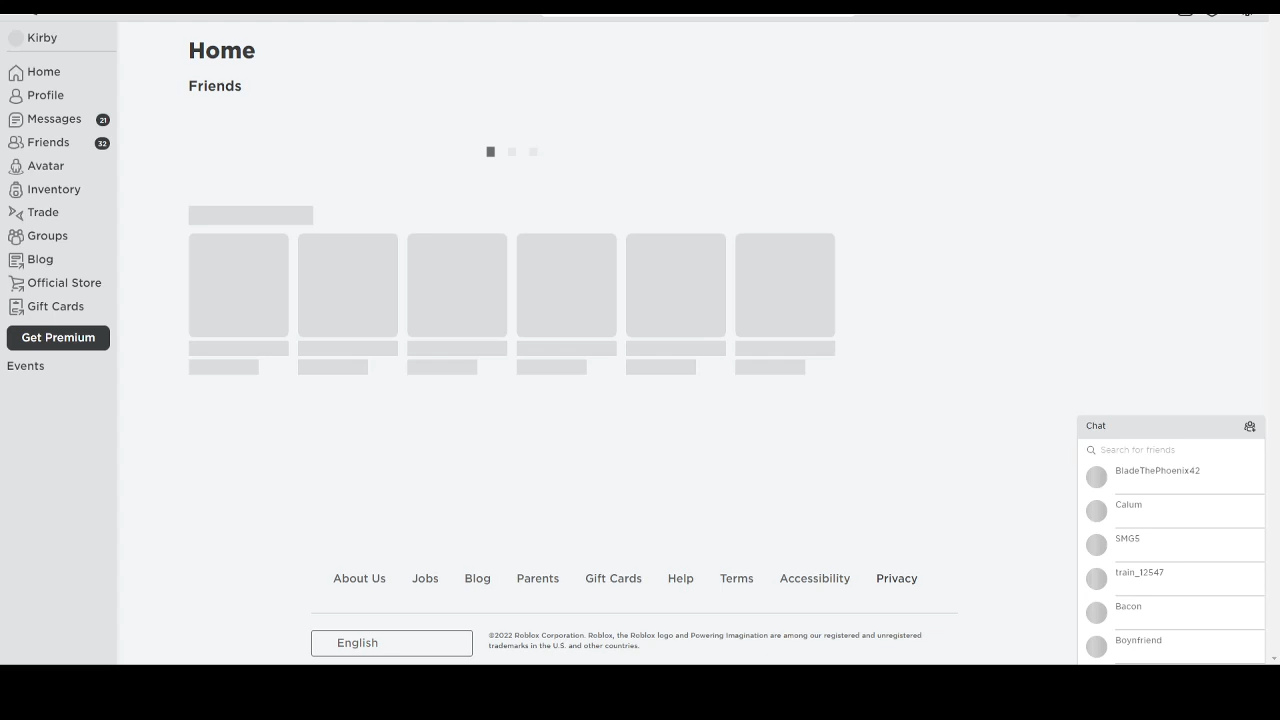 Kirby
Home
Profile
Messages 21
Friends 32
Avatar
Inventory
Trade
Groups
Blog
Official Store
Gift Cards
Get Premium
Events
Home
Friends
Chat
Search for friends
BladeThePhoenix42
Calum
SMG5
train_12547
Bacon
Boynfriend
About Us Jobs Blog Parents Gift Cards Help Terms Accessibility Privacy
English
©2022 Roblox Corporation. Roblox, the Roblox logo and Powering Imagination are among our registered and unregistered
trademarks in the U.S. and other countries.